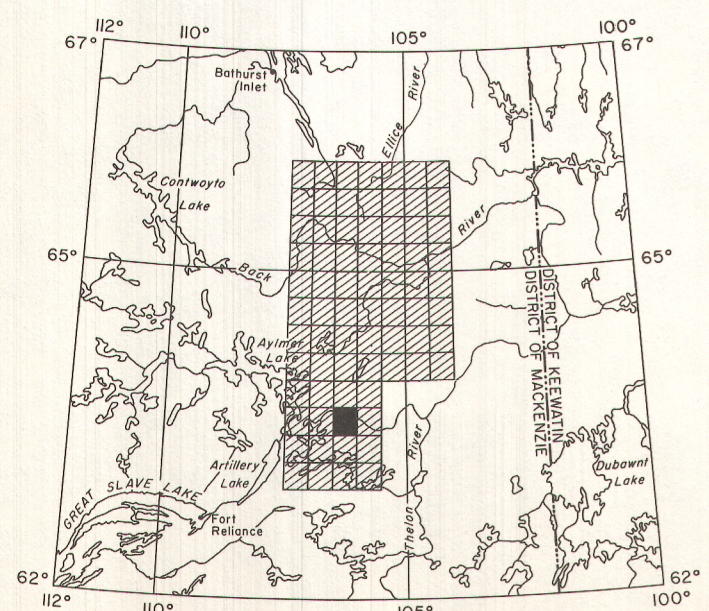 112°
110°
105°
100°
67°
67°
Bathurst
Inlet
River
Ellice
Contwoyto
Lake
River
65°
65°
Back
DISTRICT OF KEEWATIN
DISTRICT OF MACKENZIE
Aylmer
Lake
Artillery
Lake
River
Dubawnt
Lake
GREAT SLAVE LAKE
Fort
Reliance
Thelon
62°
62°
112°
110°
105°
100°